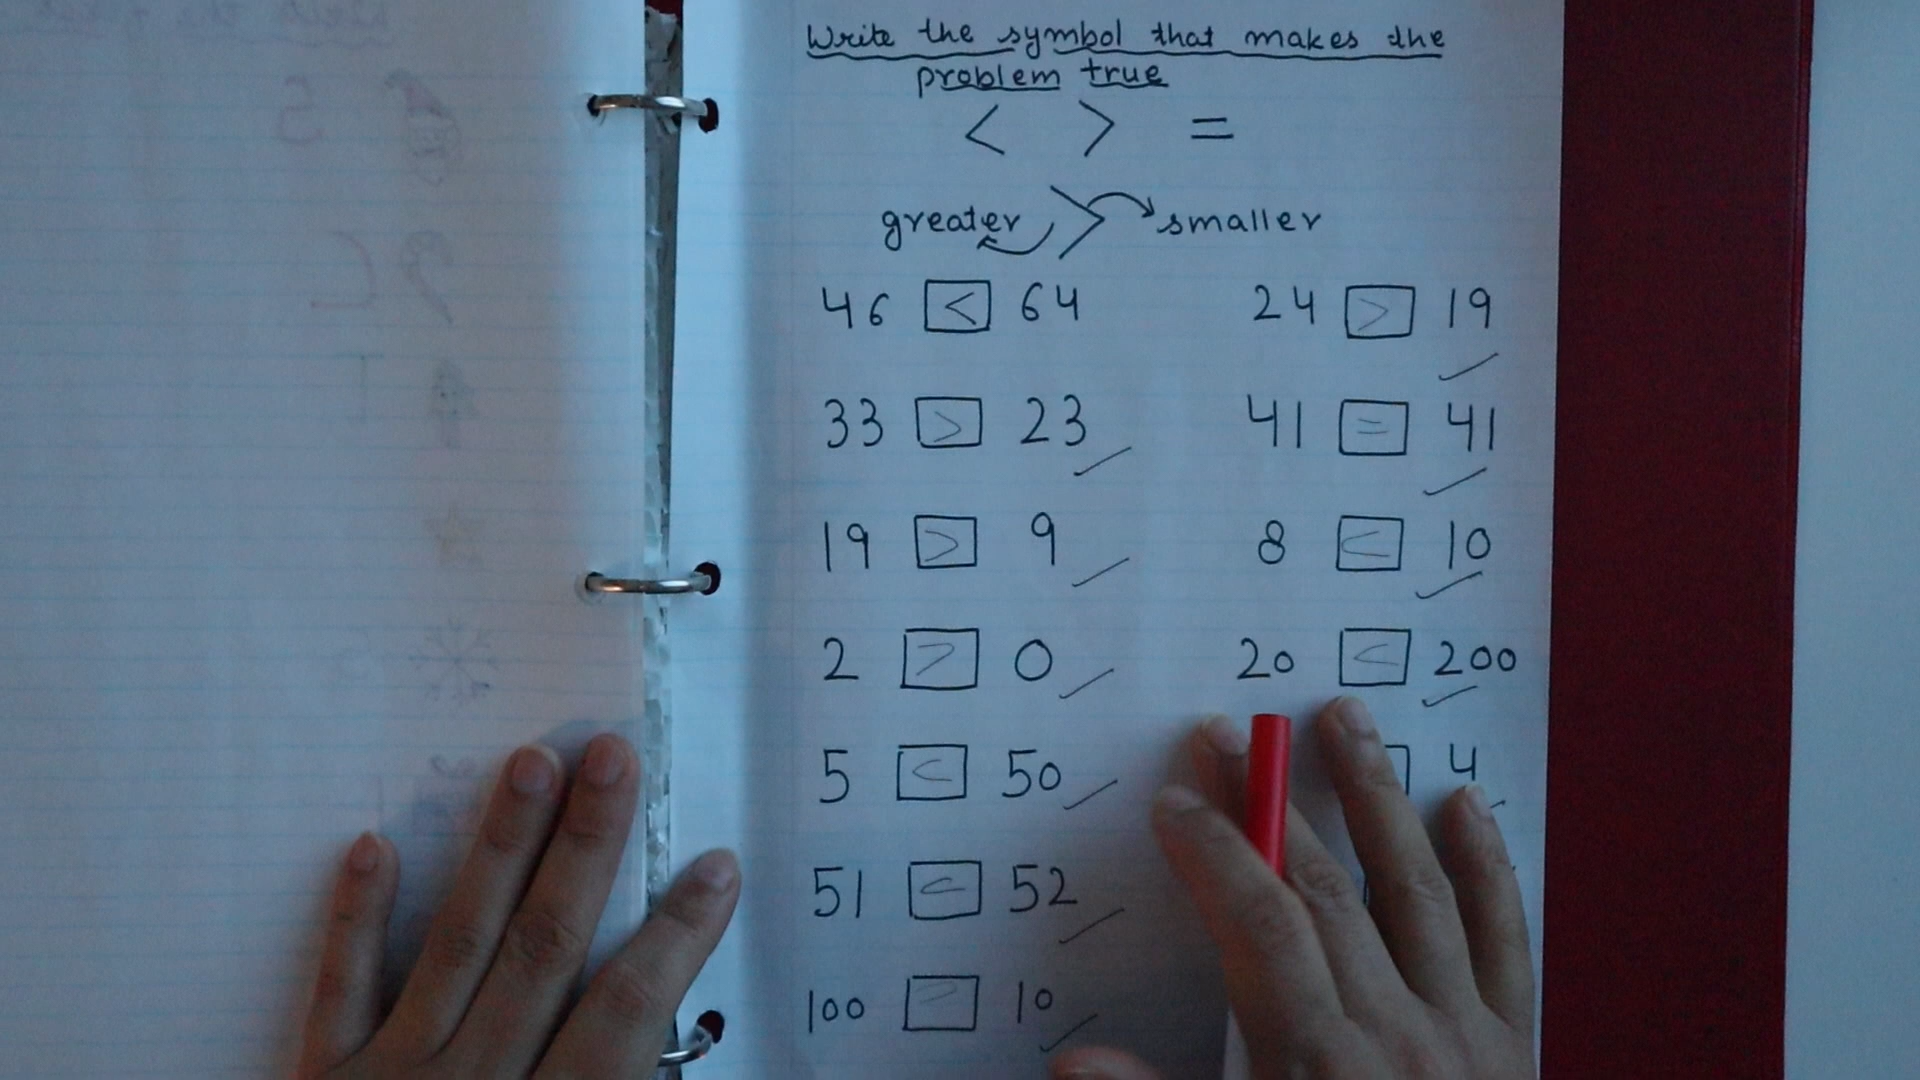 Write the symbol that makes the
problem true
< > =
greater > smaller
46 < 64 24 > 19
33 > 23 41 = 41
19 > 9 8 < 10
2 > 0 20 < 200
5 < 50 4
51 < 52
100 > 10